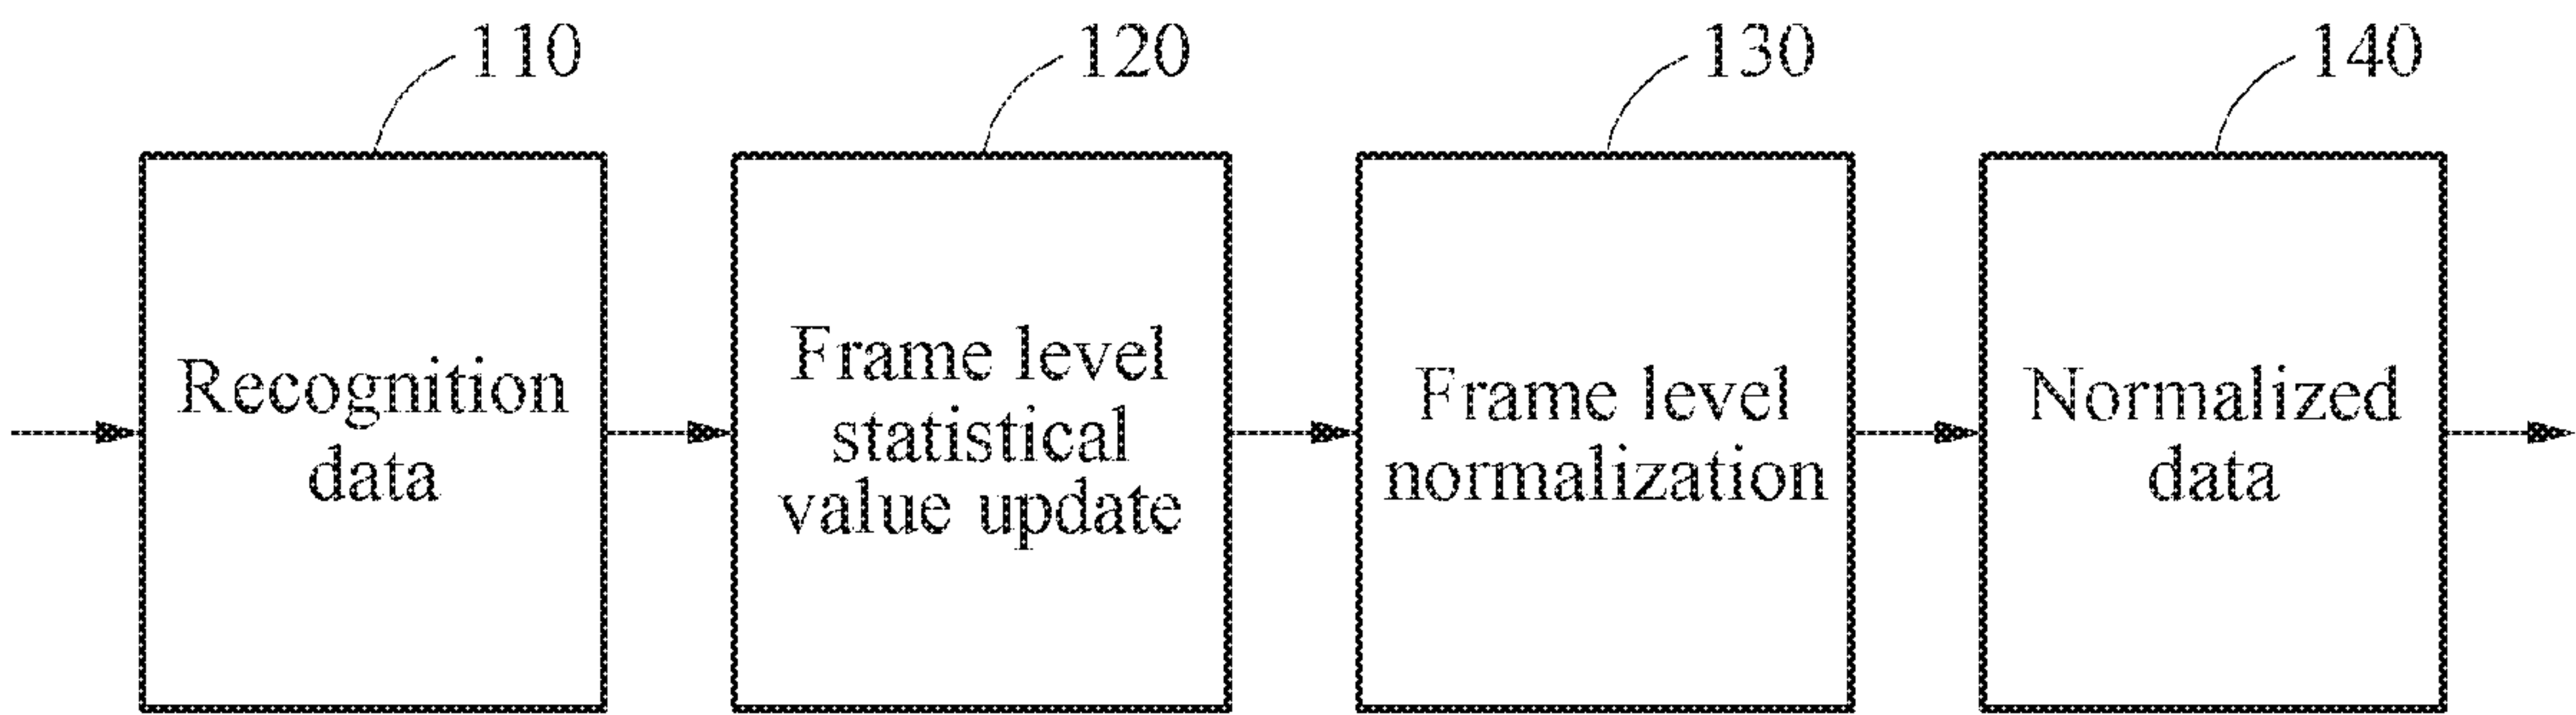 110
120
130
140
Recognition
data
Frame level
statistical
value update
Frame level
normalization
Normalized
data